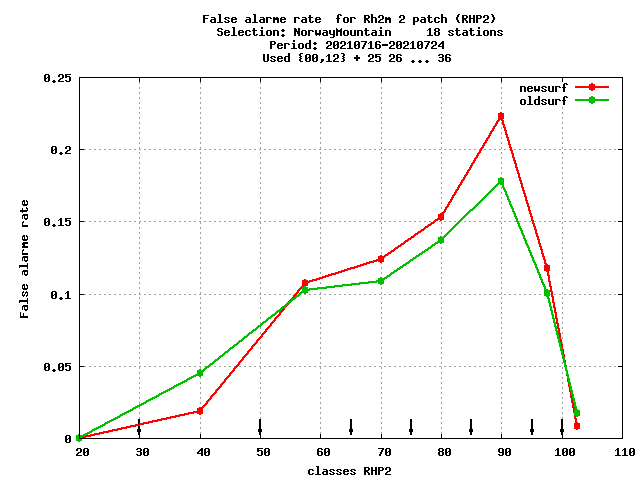 False alarme rate  for Rh2m 2 patch (RHP2)
Selection: NorwayMountain     18 stations
Period: 20210716-20210724
Used {00,12} + 25 26 ... 36
newsurf
oldsurf
0.25
0.2
0.15
0.1
0.05
0
False alarme rate
20 30 40 50 60 70 80 90 100 110
classes RHP2